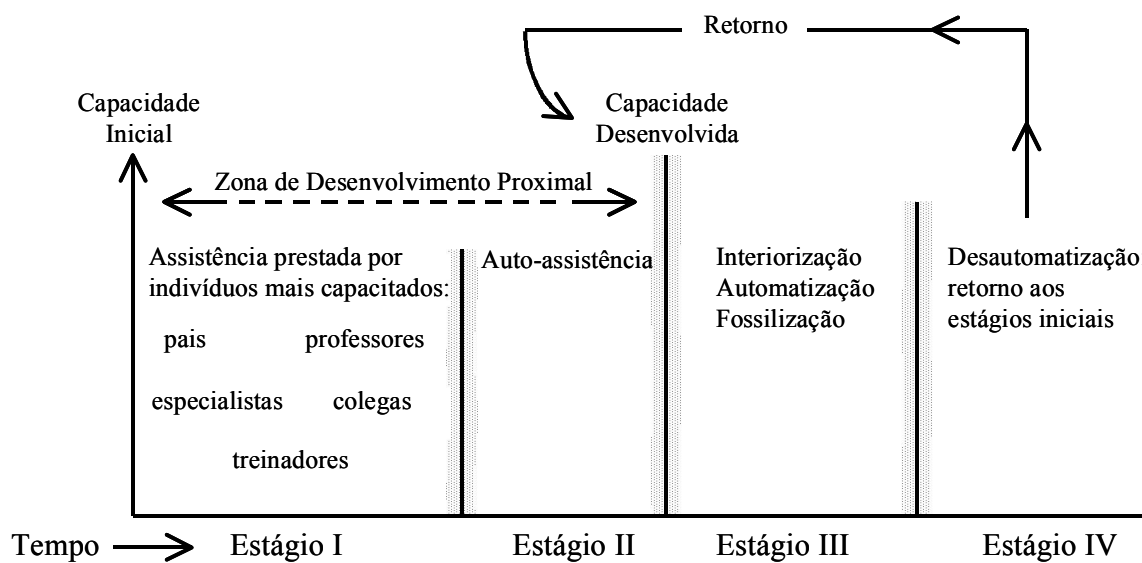 Retorno
Capacidade
Inicial
Capacidade
Desenvolvida
Zona de Desenvolvimento Proximal
Assistência prestada por
indivíduos mais capacitados:
pais professores
especialistas colegas
treinadores
Auto-assistência
Interiorização
Automatização
Fossilização
Desautomatização
retorno aos
estágios iniciais
Tempo Estágio I Estágio II Estágio III Estágio IV